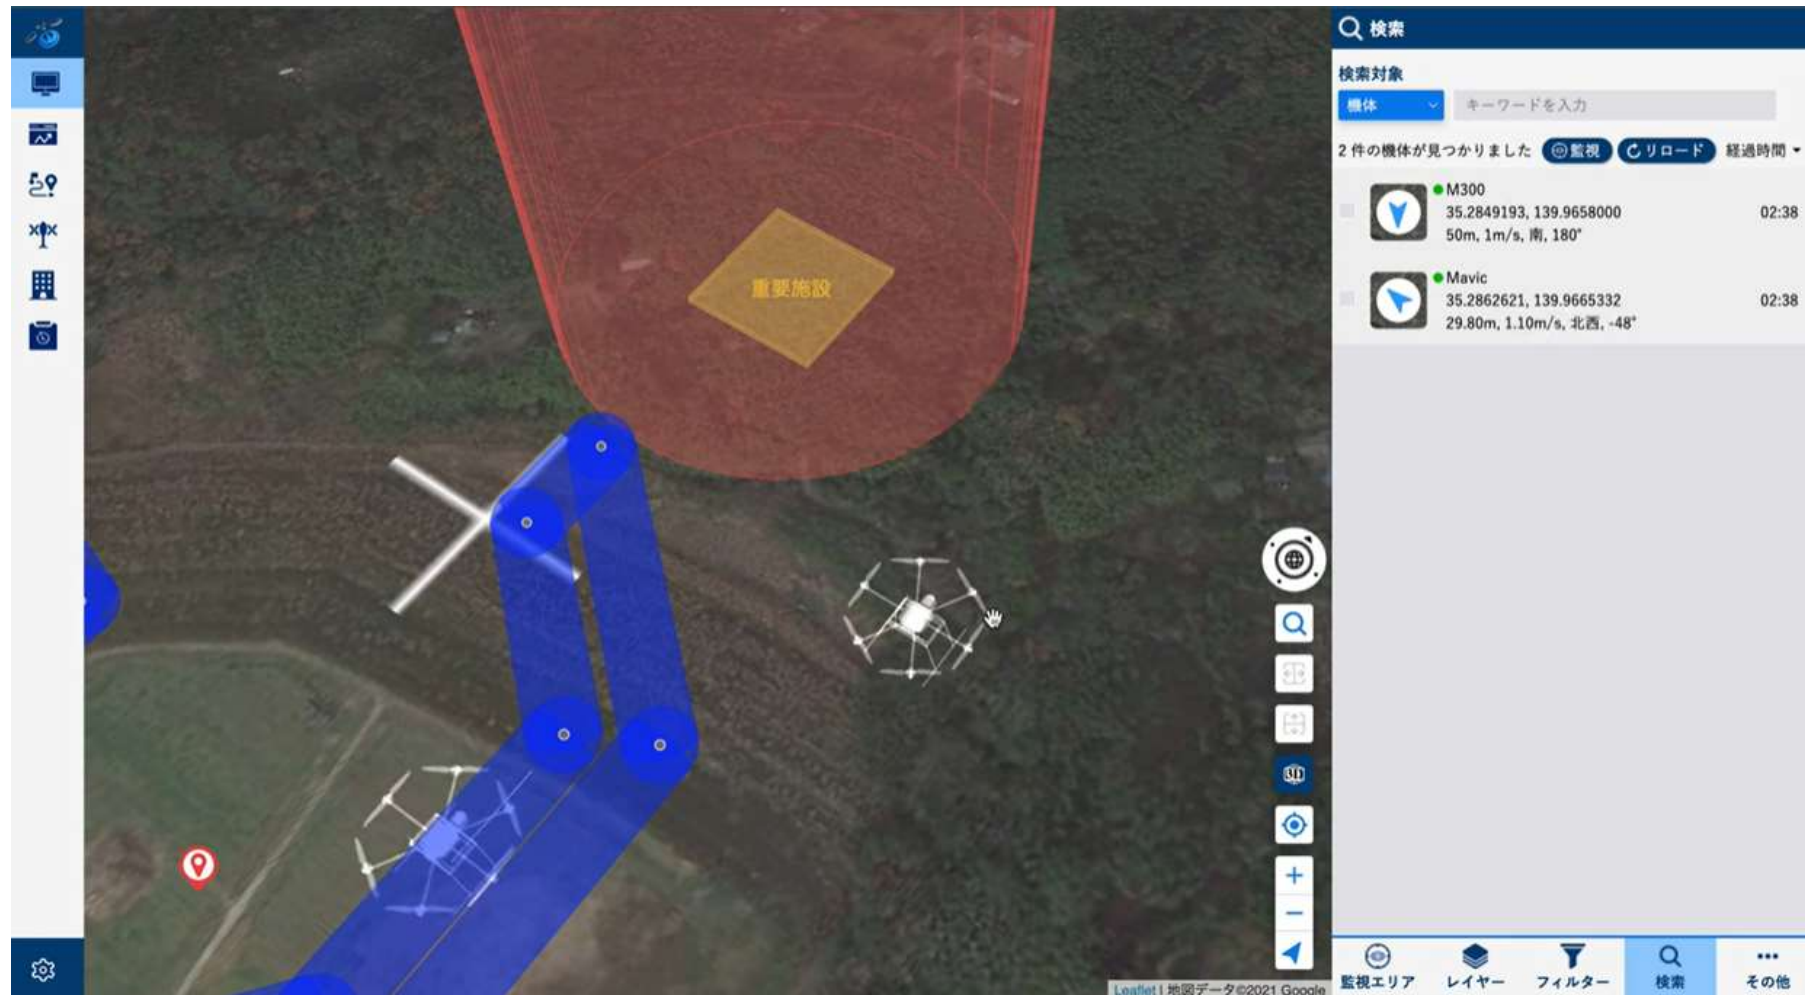 検索
検索対象
機体
キーワードを入力
2 件の機体が見つかりました
監視
リロード
経過時間
M300
35.2849193, 139.9658000
02:38
50m, 1m/s, 南, 180°
Mavic
35.2862621, 139.9665332
02:38
29.80m, 1.10m/s, 北西, -48°
重要施設
3D
+
−
Leaflet | 地図データ©2021 Google
監視エリア
レイヤー
フィルター
検索
その他